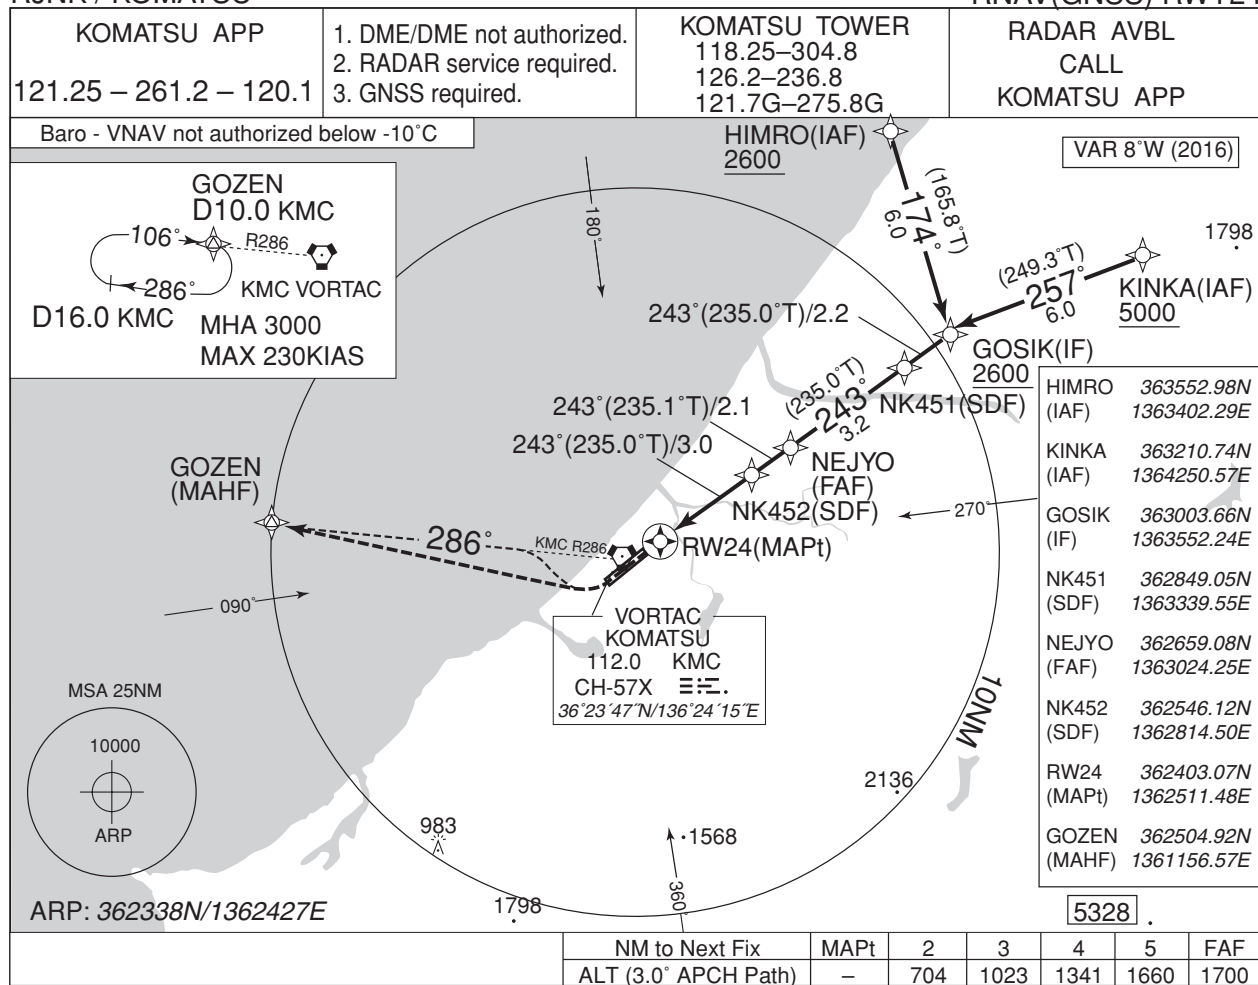 RJNK / KOMATSU
RNAV(GNSS) RWY24
KOMATSU APP
121.25 – 261.2 – 120.1
1. DME/DME not authorized.
2. RADAR service required.
3. GNSS required.
KOMATSU TOWER
118.25–304.8
126.2–236.8
121.7G–275.8G
RADAR AVBL
CALL
KOMATSU APP
Baro - VNAV not authorized below -10˚C
HIMRO(IAF)
2600
VAR 8˚W (2016)
GOZEN
D10.0 KMC
106˚
R286
286˚
KMC VORTAC
D16.0 KMC
MHA 3000
MAX 230KIAS
180˚
(165.8˚T)
174˚
6.0
1798
(249.3˚T)
257˚
6.0
KINKA(IAF)
5000
243˚(235.0˚T)/2.2
GOSIK(IF)
2600
(235.0˚T)
243˚
3.2
NK451(SDF)
243˚(235.1˚T)/2.1
243˚(235.0˚T)/3.0
NEJYO
(FAF)
NK452(SDF)
270˚
GOZEN
(MAHF)
286˚
KMC R286
RW24(MAPt)
090˚
VORTAC
KOMATSU
112.0 KMC
CH-57X
36˚23´47˝N/136˚24´15˝E
10NM
MSA 25NM
10000
ARP
2136
983
1568
360˚
1798
ARP: 362338N/1362427E
5328
HIMRO 363552.98N
(IAF) 1363402.29E
KINKA 363210.74N
(IAF) 1364250.57E
GOSIK 363003.66N
(IF) 1363552.24E
NK451 362849.05N
(SDF) 1363339.55E
NEJYO 362659.08N
(FAF) 1363024.25E
NK452 362546.12N
(SDF) 1362814.50E
RW24 362403.07N
(MAPt) 1362511.48E
GOZEN 362504.92N
(MAHF) 1361156.57E
NM to Next Fix MAPt 2 3 4 5 FAF
ALT (3.0˚ APCH Path) – 704 1023 1341 1660 1700